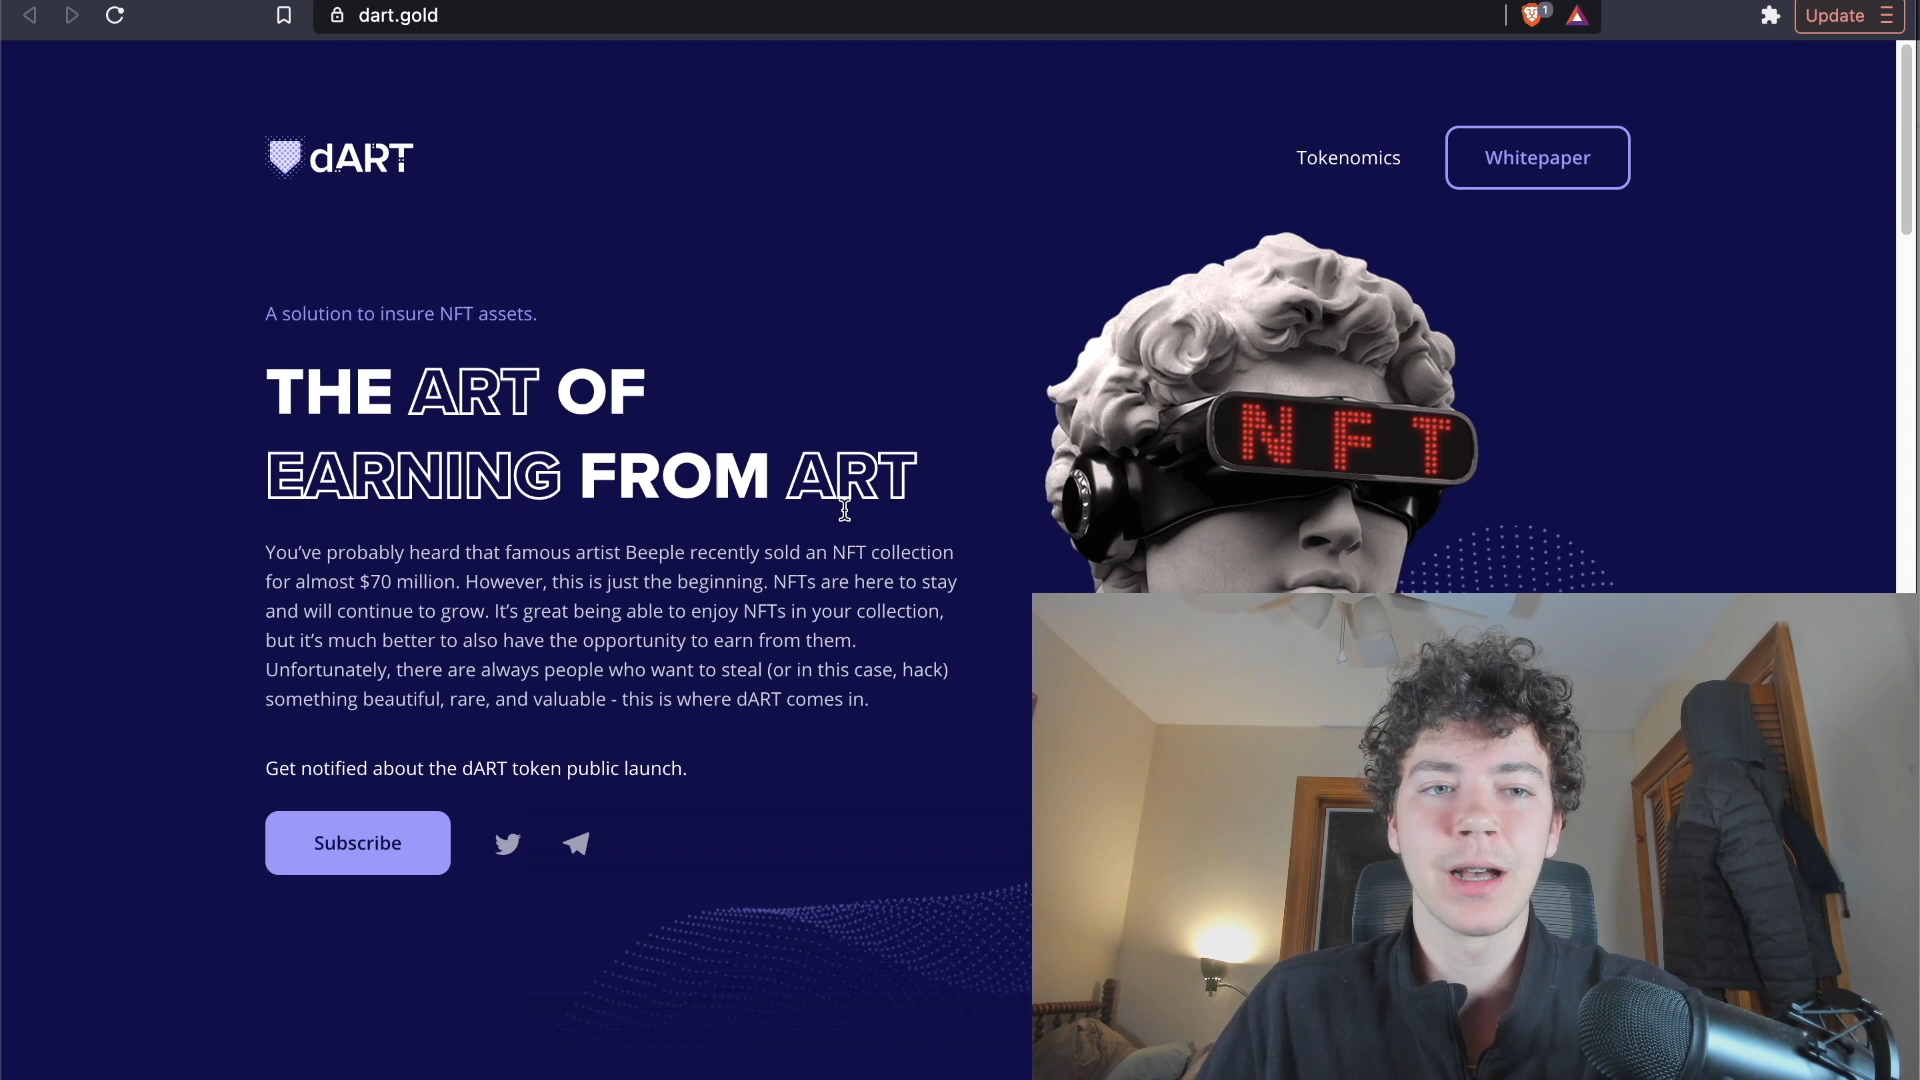 dart.gold
1
Update
dART
Tokenomics
Whitepaper
A solution to insure NFT assets.
THE ART OF
EARNING FROM ART
NFT
You’ve probably heard that famous artist Beeple recently sold an NFT collection
for almost $70 million. However, this is just the beginning. NFTs are here to stay
and will continue to grow. It’s great being able to enjoy NFTs in your collection,
but it’s much better to also have the opportunity to earn from them.
Unfortunately, there are always people who want to steal (or in this case, hack)
something beautiful, rare, and valuable - this is where dART comes in.
Get notified about the dART token public launch.
Subscribe